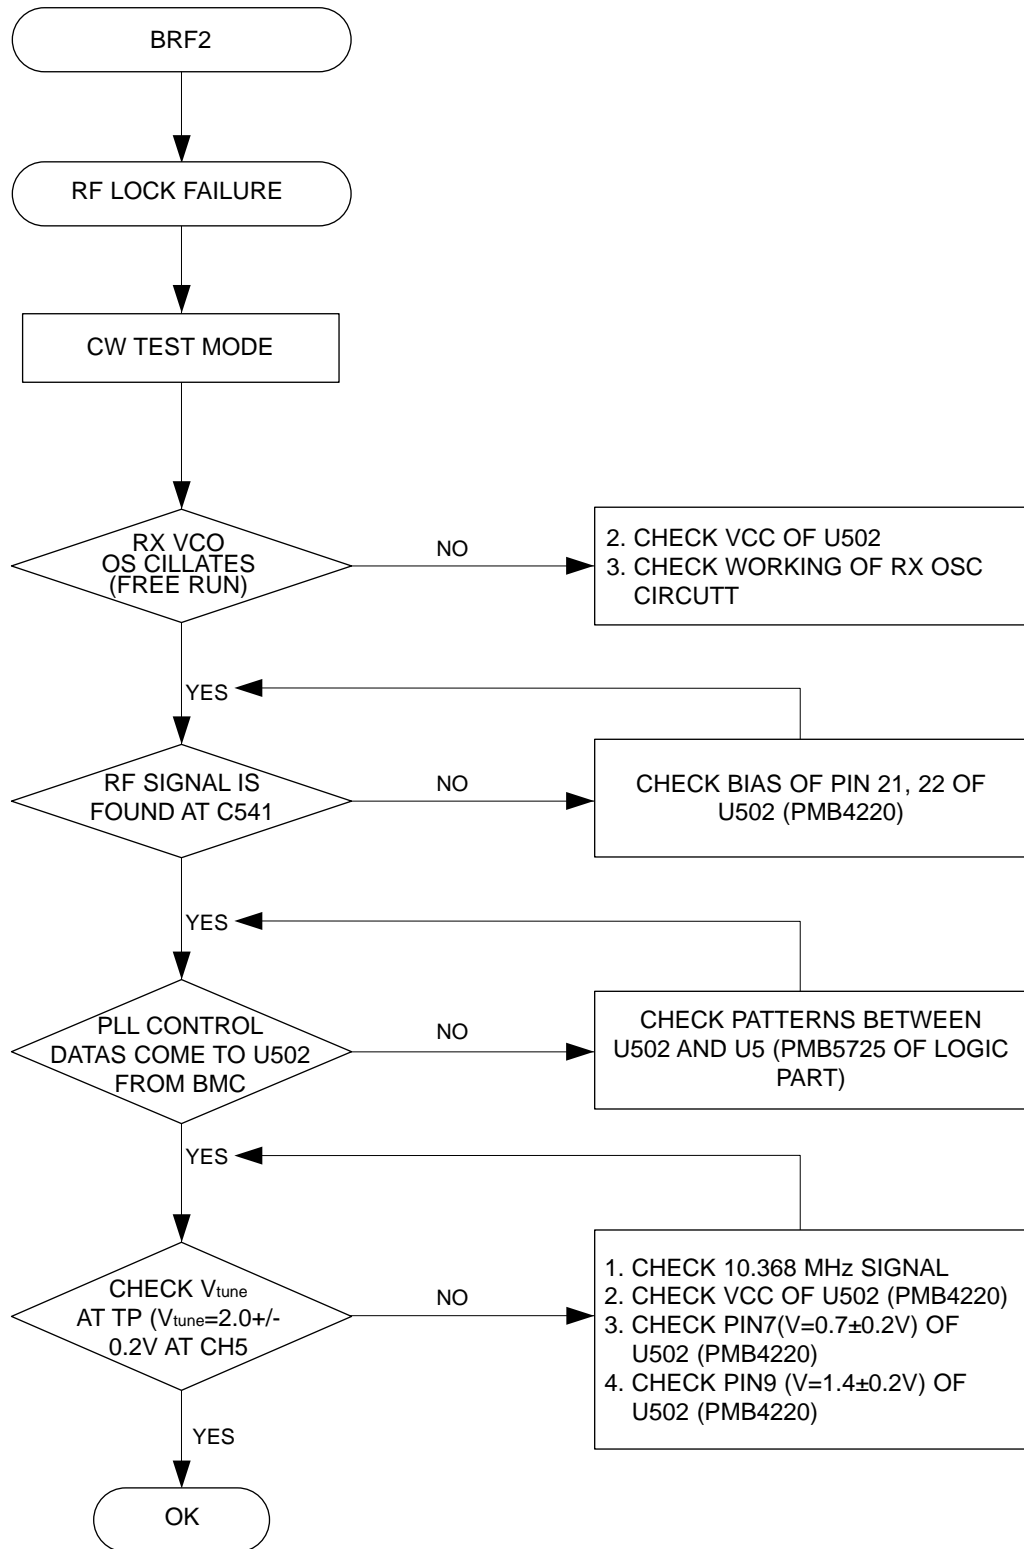 BRF2
RF LOCK FAILURE
CW TEST MODE
RX VCO
OS CILLATES
(FREE RUN)
NO
2. CHECK VCC OF U502
3. CHECK WORKING OF RX OSC
CIRCUTT
YES
RF SIGNAL IS
FOUND AT C541
NO
CHECK BIAS OF PIN 21, 22 OF
U502 (PMB4220)
YES
PLL CONTROL
DATAS COME TO U502
FROM BMC
NO
CHECK PATTERNS BETWEEN
U502 AND U5 (PMB5725 OF LOGIC
PART)
YES
CHECK Vtune
AT TP (Vtune=2.0+/-
0.2V AT CH5
NO
1. CHECK 10.368 MHz SIGNAL
2. CHECK VCC OF U502 (PMB4220)
3. CHECK PIN7(V=0.7±0.2V) OF
U502 (PMB4220)
4. CHECK PIN9 (V=1.4±0.2V) OF
U502 (PMB4220)
YES
OK